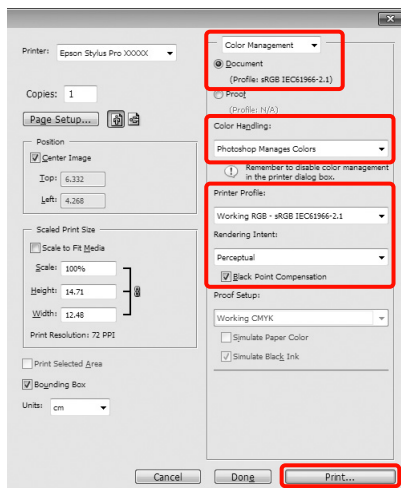 Printer: Epson Stylus Pro XXXXX
Copies: 1
Page Setup...
Position
Center Image
Top: 6.332
Left: 4.268
Scaled Print Size
Scale to Fit Media
Scale: 100%
Height: 14.71
Width: 12.48
Print Resolution: 72 PPI
Print Selected Area
Bounding Box
Units: cm
Color Management
Document
(Profile: sRGB IEC61966-2.1)
Proof
(Profile: N/A)
Color Handling:
Photoshop Manages Colors
Remember to disable color management
in the printer dialog box.
Printer Profile:
Working RGB - sRGB IEC61966-2.1
Rendering Intent:
Perceptual
Black Point Compensation
Proof Setup:
Working CMYK
Simulate Paper Color
Simulate Black Ink
Cancel
Done
Print...